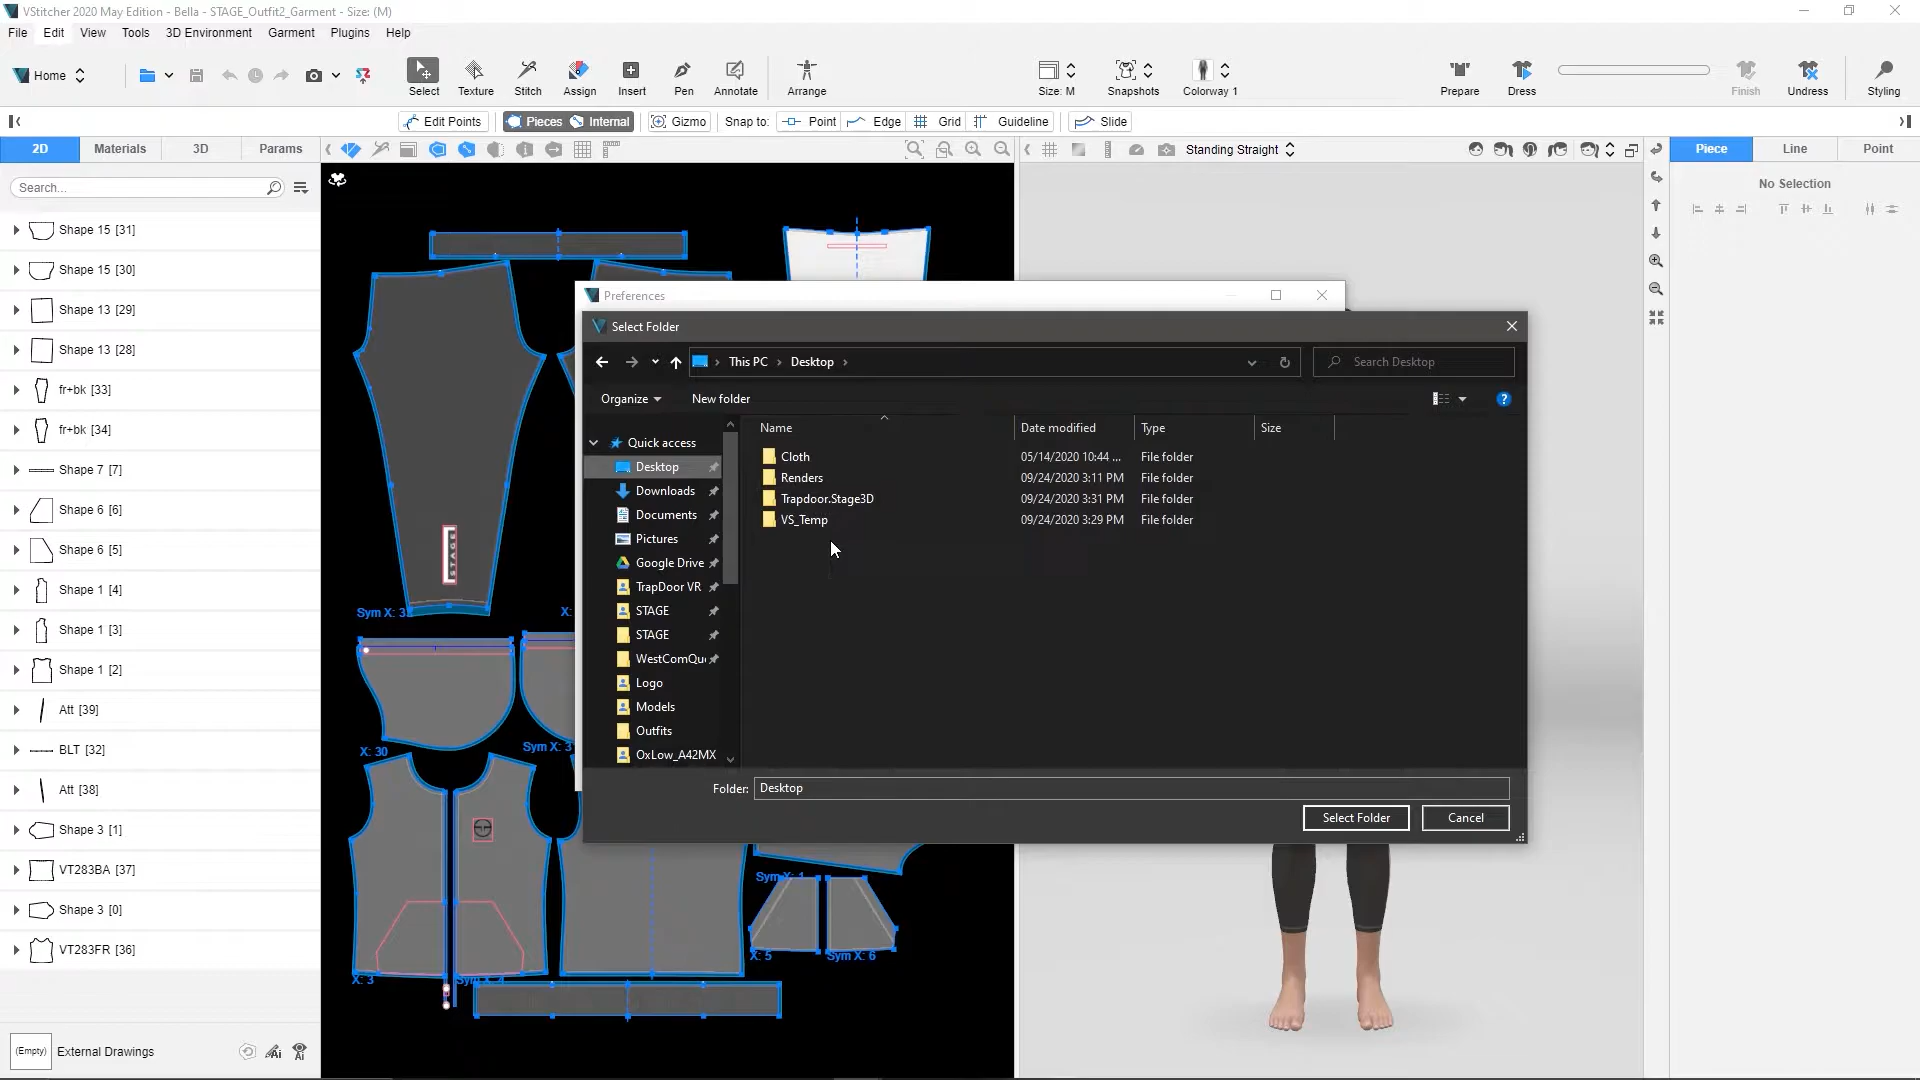 VStitcher 2020 May Edition - Bella - STAGE_Outfit2_Garment - Size: (M)
File Edit View Tools 3D Environment Garment Plugins Help
Home
Select Texture Stitch Assign Insert Pen Annotate Arrange Size: M Snapshots Colorway 1 Prepare Dress Finish Undress Styling
Edit Points Pieces Internal Gizmo Snap to: Point Edge Grid Guideline Slide
2D Materials 3D Params
Standing Straight
Piece Line Point
Search...
No Selection
Shape 15 [31]
Shape 15 [30]
Shape 13 [29]
Shape 13 [28]
fr+bk [33]
fr+bk [34]
Shape 7 [7]
Shape 6 [6]
Shape 6 [5]
Shape 1 [4]
Shape 1 [3]
Shape 1 [2]
Att [39]
BLT [32]
Att [38]
Shape 3 [1]
VT283BA [37]
Shape 3 [0]
VT283FR [36]
(Empty) External Drawings
Ai Ai
STAGE
Sym X: 3
X:
X: 30
Sym X: 3
X: 3
Sym X: 1
X: 5
Sym X: 6
Preferences
Select Folder
This PC Desktop
Search Desktop
Organize New folder
Name Date modified Type Size
Cloth 05/14/2020 10:44 ... File folder
Renders 09/24/2020 3:11 PM File folder
Trapdoor.Stage3D 09/24/2020 3:31 PM File folder
VS_Temp 09/24/2020 3:29 PM File folder
Quick access
Desktop
Downloads
Documents
Pictures
Google Drive
TrapDoor VR
STAGE
STAGE
WestComQu
Logo
Models
Outfits
OxLow_A42MX
Folder: Desktop
Select Folder Cancel